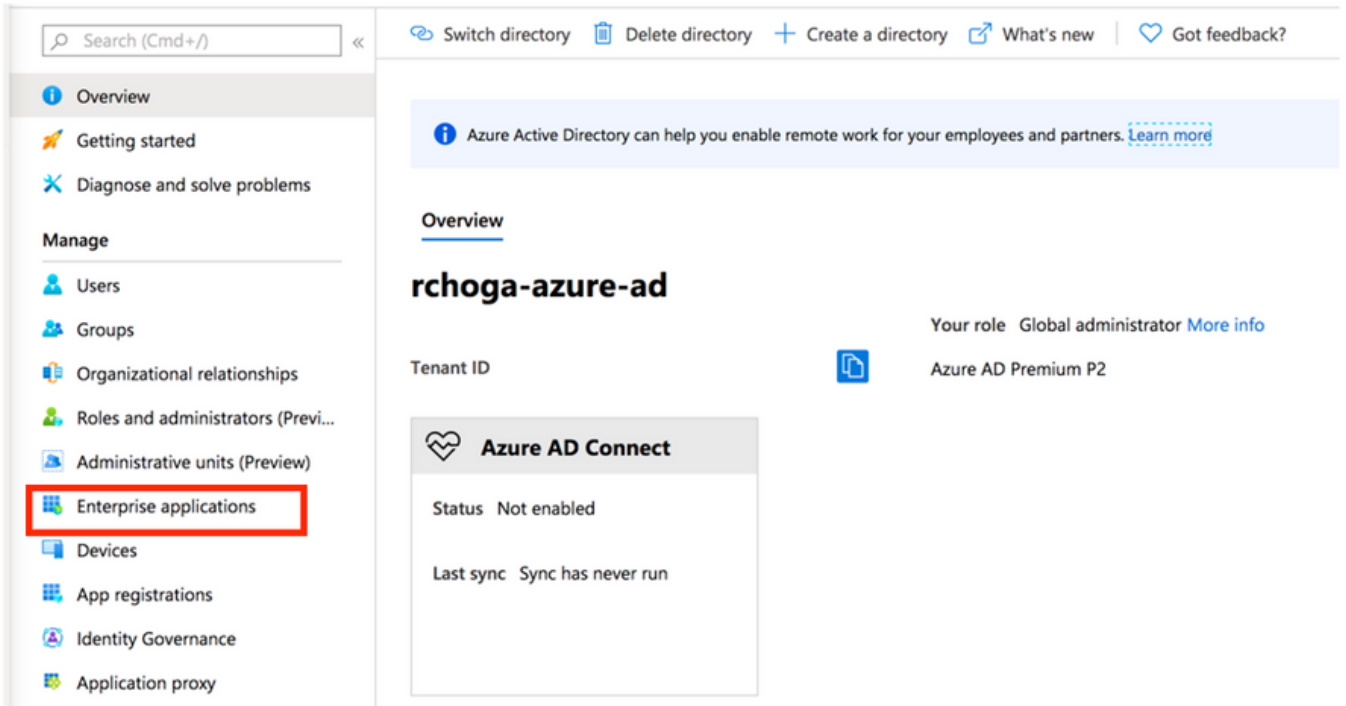 Search (Cmd+/)
«
Overview
Getting started
Diagnose and solve problems
Manage
Users
Groups
Organizational relationships
Roles and administrators (Previ...
Administrative units (Preview)
Enterprise applications
Devices
App registrations
Identity Governance
Application proxy
Switch directory Delete directory Create a directory What's new Got feedback?
Azure Active Directory can help you enable remote work for your employees and partners. Learn more
Overview
rchoga-azure-ad
Your role Global administrator More info
Tenant ID
Azure AD Premium P2
Azure AD Connect
Status Not enabled
Last sync Sync has never run